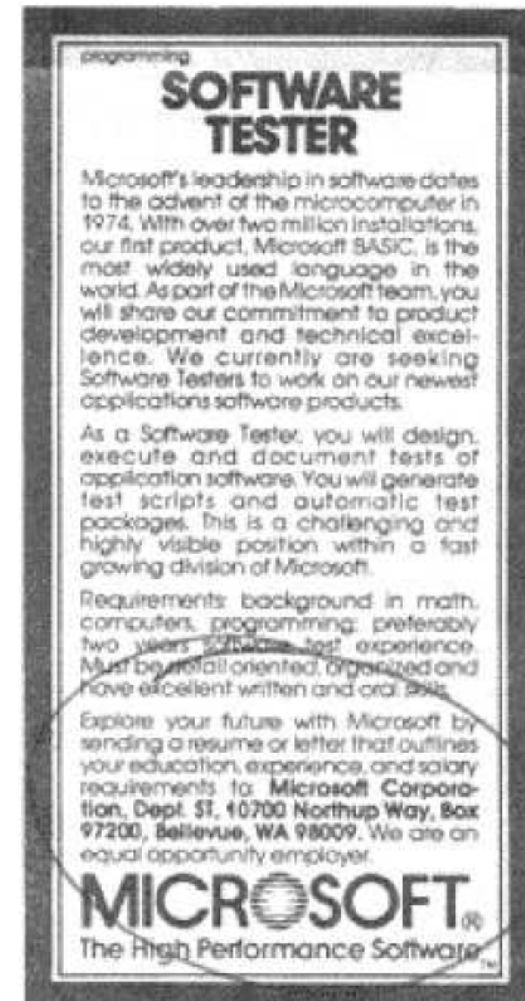 programming
SOFTWARE
TESTER
Microsoft's leadership in software dates
to the advent of the microcomputer in
1974. With over two million installations,
our first product, Microsoft BASIC, is the
most widely used language in the
world. As part of the Microsoft team, you
will share our commitment to product
development and technical excel-
lence. We currently are seeking
Software Testers to work on our newest
applications software products.
As a Software Tester, you will design,
execute and document tests of
application software. You will generate
test scripts and automatic test
packages. This is a challenging and
highly visible position within a fast
growing division of Microsoft.
Requirements: background in math,
computers, programming; preferably
two years software test experience.
Must be detail oriented, organized and
have excellent written and oral skills.
Explore your future with Microsoft by
sending a resume or letter that outlines
your education, experience, and salary
requirements to: Microsoft Corpora-
tion, Dept. ST, 10700 Northup Way, Box
97200, Bellevue, WA 98009. We are an
equal opportunity employer.
MICROSOFT®
The High Performance Software™